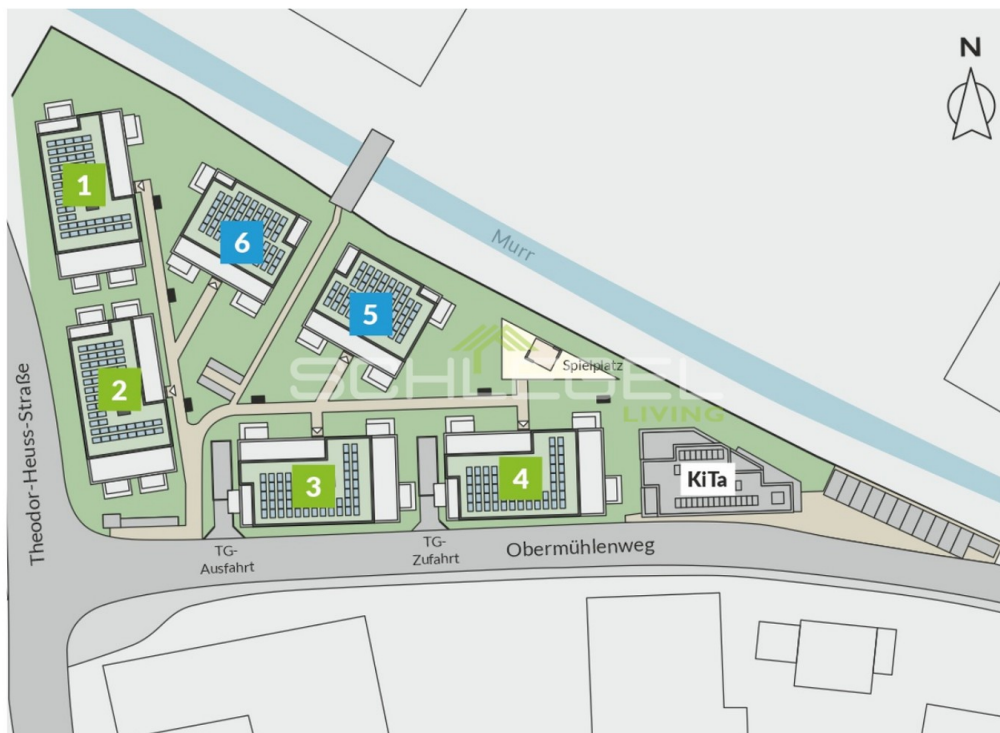 N
1
6
Murr
5
2
Spielplatz
SCHLEGEL
LIVING
Theodor-Heuss-Straße
3
4
KiTa
TG-
Ausfahrt
TG-
Zufahrt
Obermühlenweg